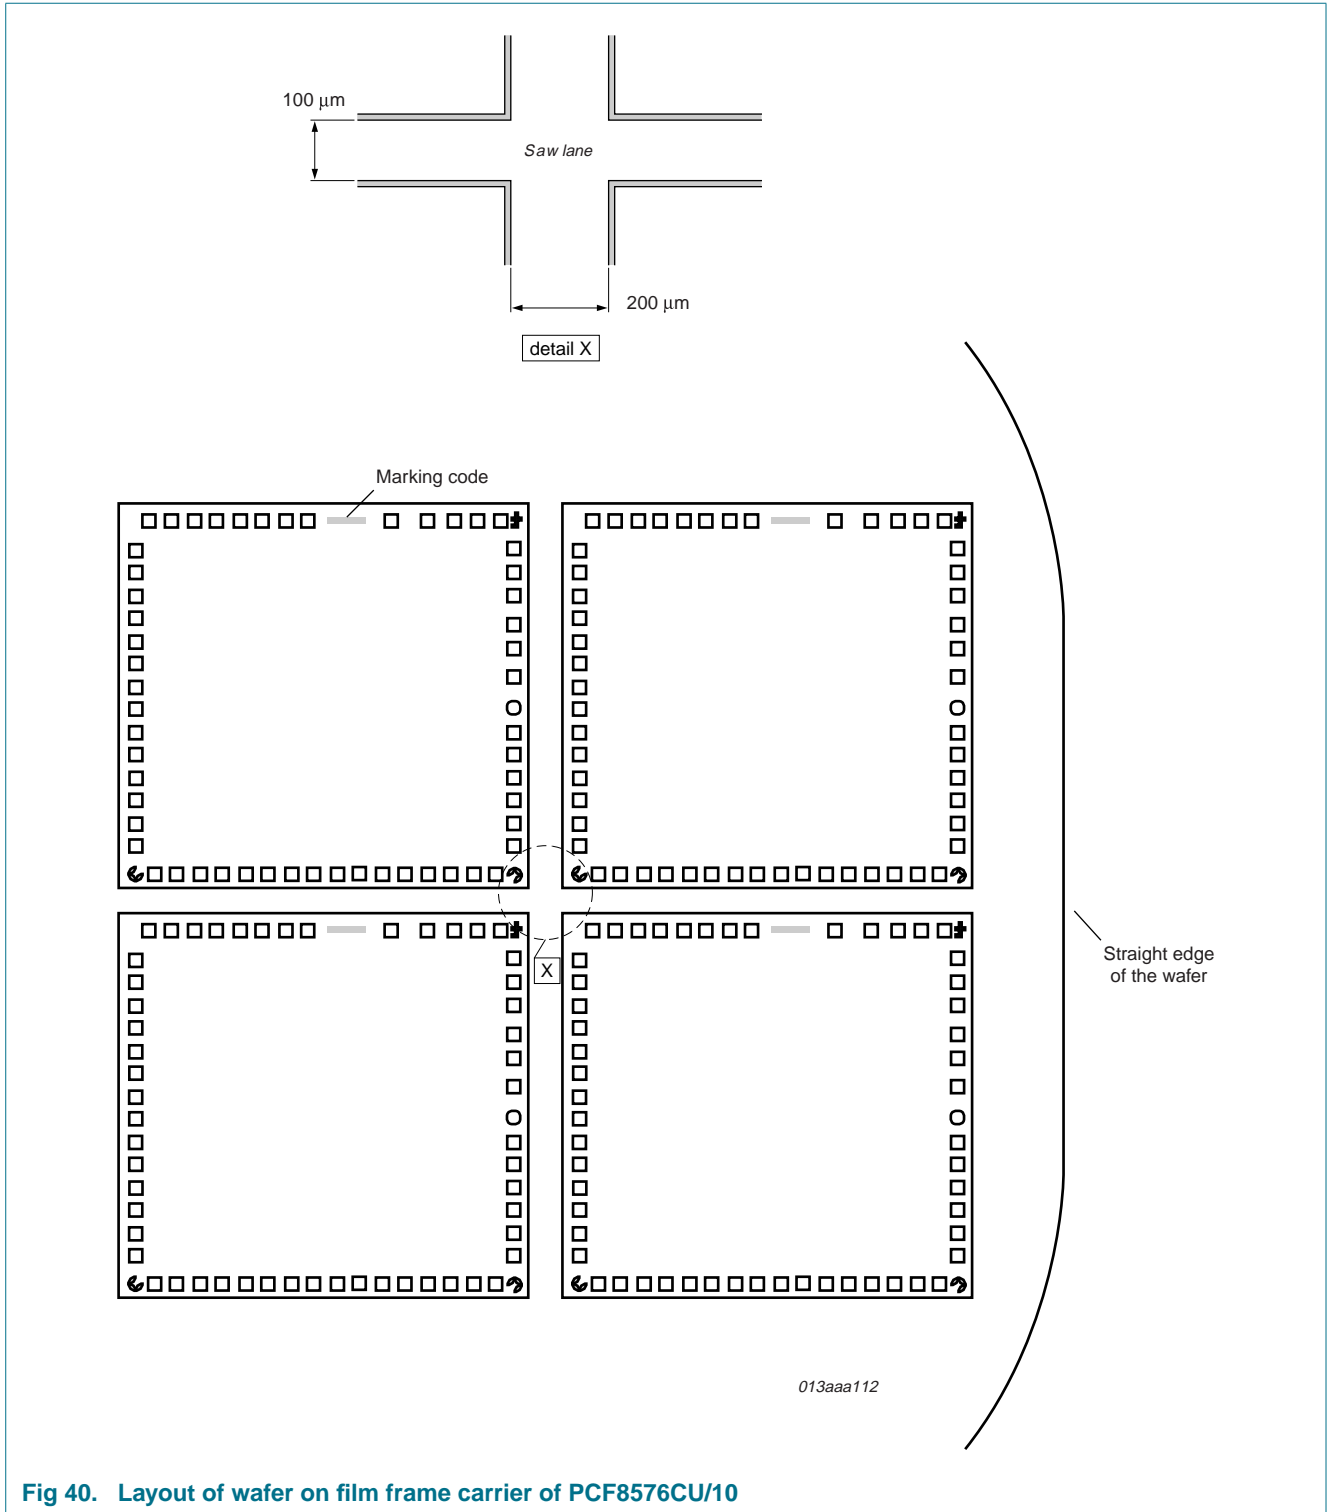 100 μm
Saw lane
200 μm
detail X
Marking code
X
Straight edge
of the wafer
013aaa112
Fig 40. Layout of wafer on film frame carrier of PCF8576CU/10